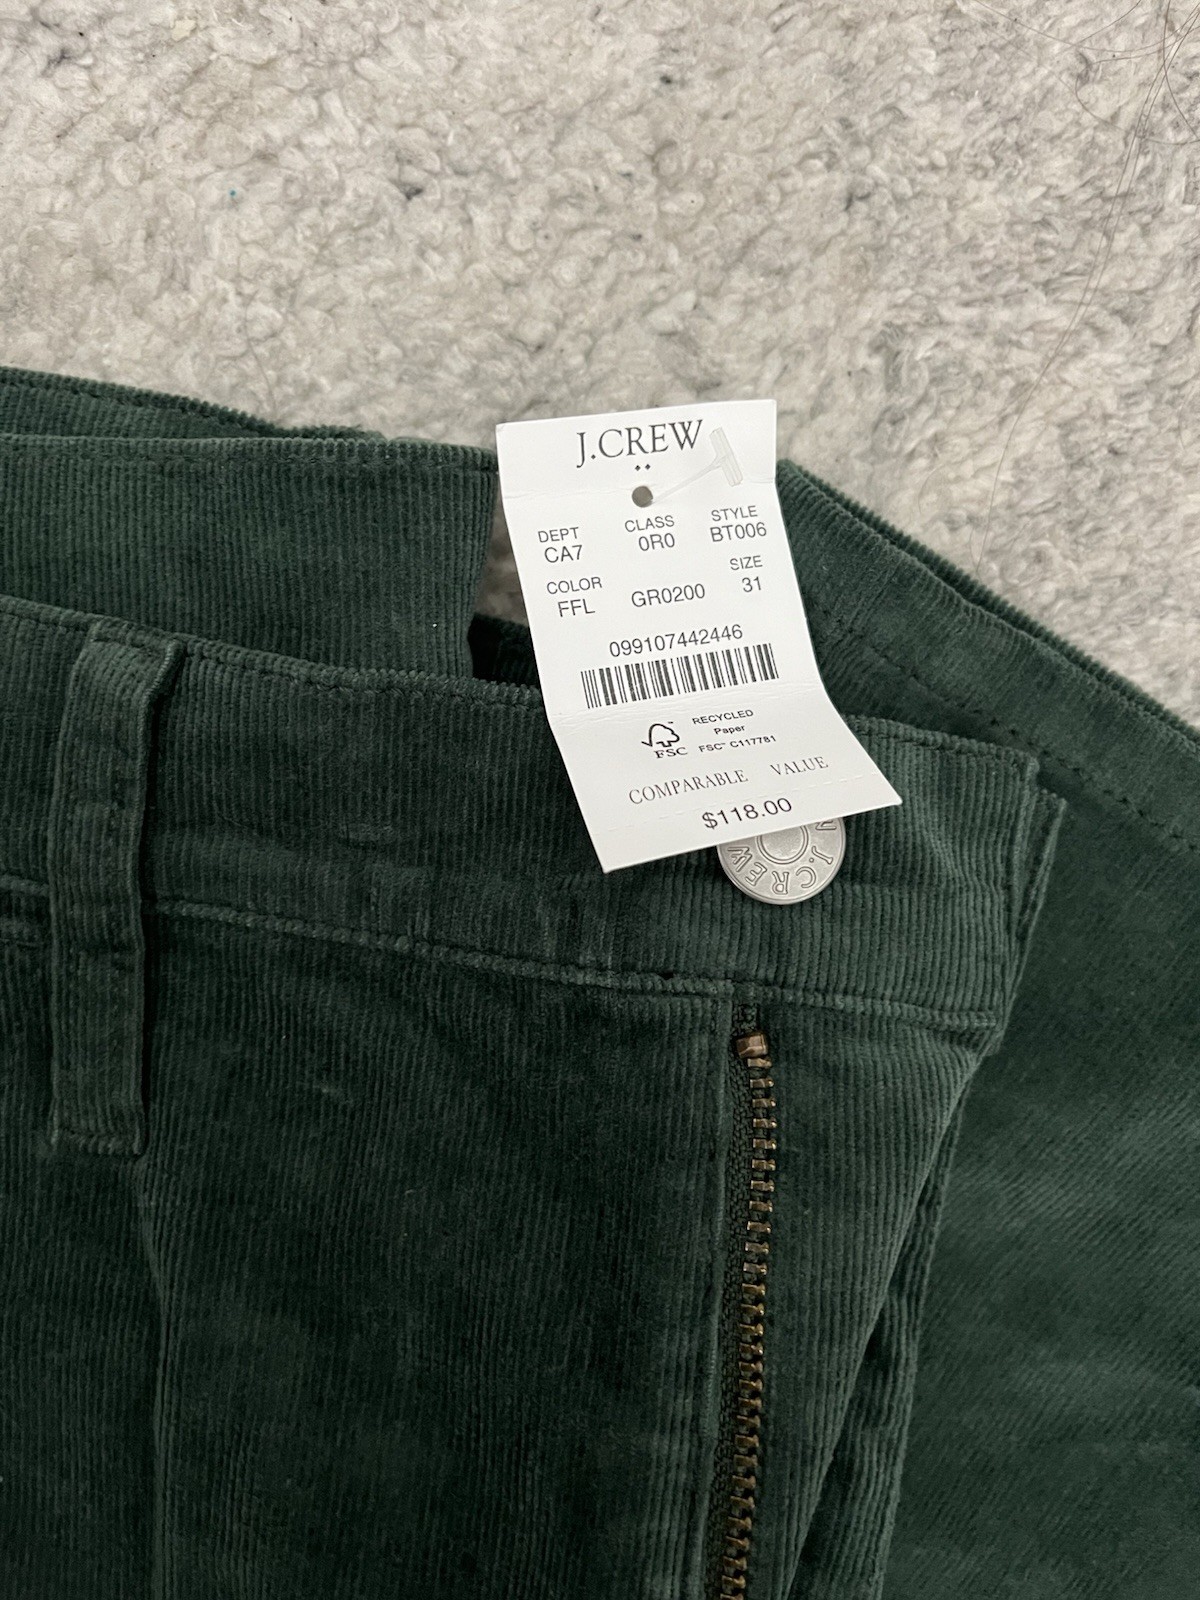 J.CREW
DEPT CLASS STYLE
CA7 0R0 BT006
COLOR SIZE
FFL GR0200 31
099107442446
FSC
RECYCLED
Paper
FSC™ C117781
COMPARABLE VALUE
$118.00
J.CREW